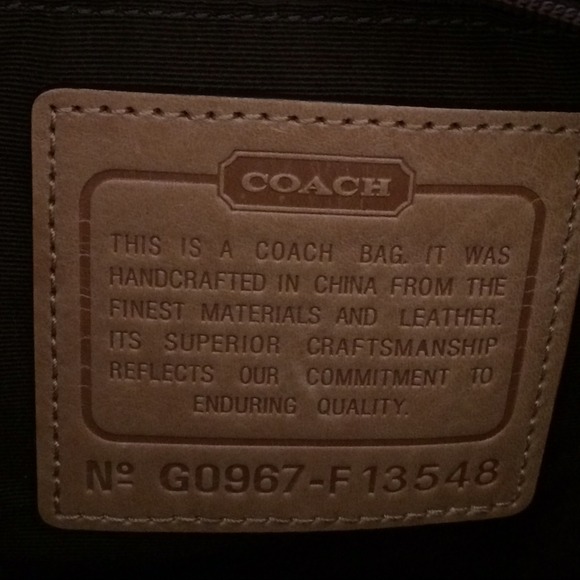 COACH
THIS IS A COACH BAG. IT WAS
HANDCRAFTED IN CHINA FROM THE
FINEST MATERIALS AND LEATHER.
ITS SUPERIOR CRAFTSMANSHIP
REFLECTS OUR COMMITMENT TO
ENDURING QUALITY.
Nº G0967-F13548